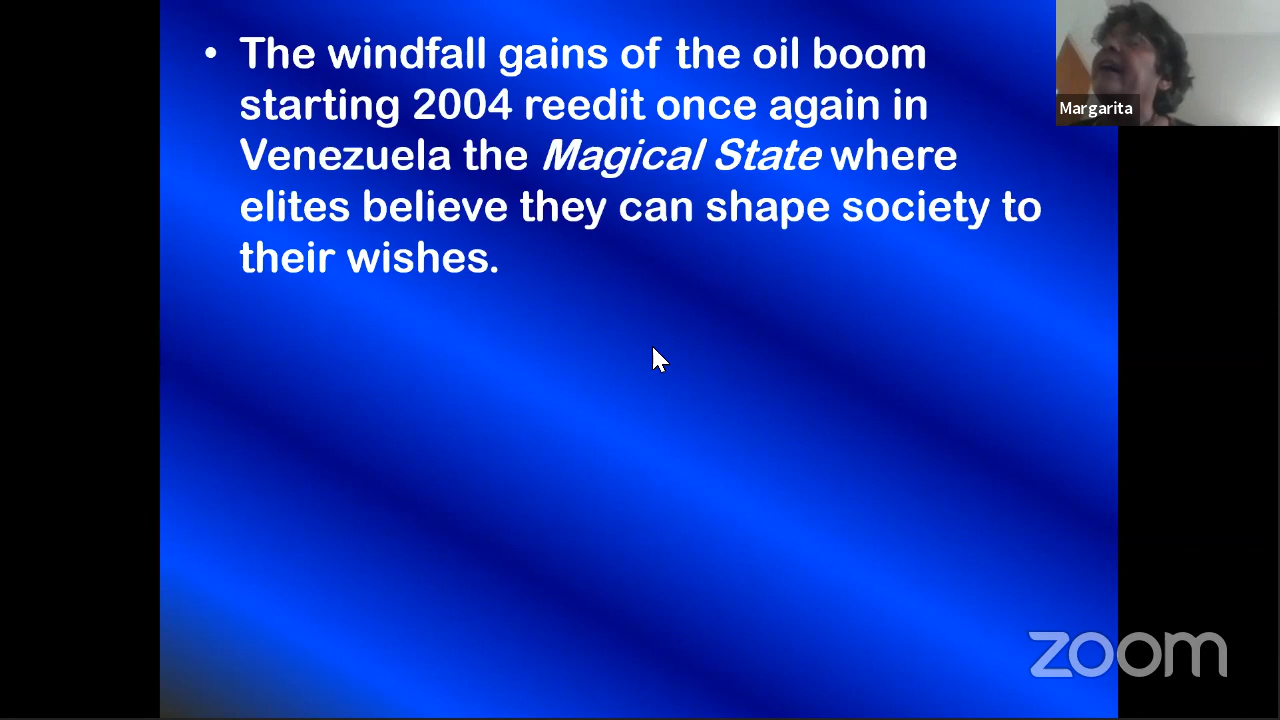 • The windfall gains of the oil boom
starting 2004 reedit once again in
Venezuela the Magical State where
elites believe they can shape society to
their wishes.
Margarita
zoom